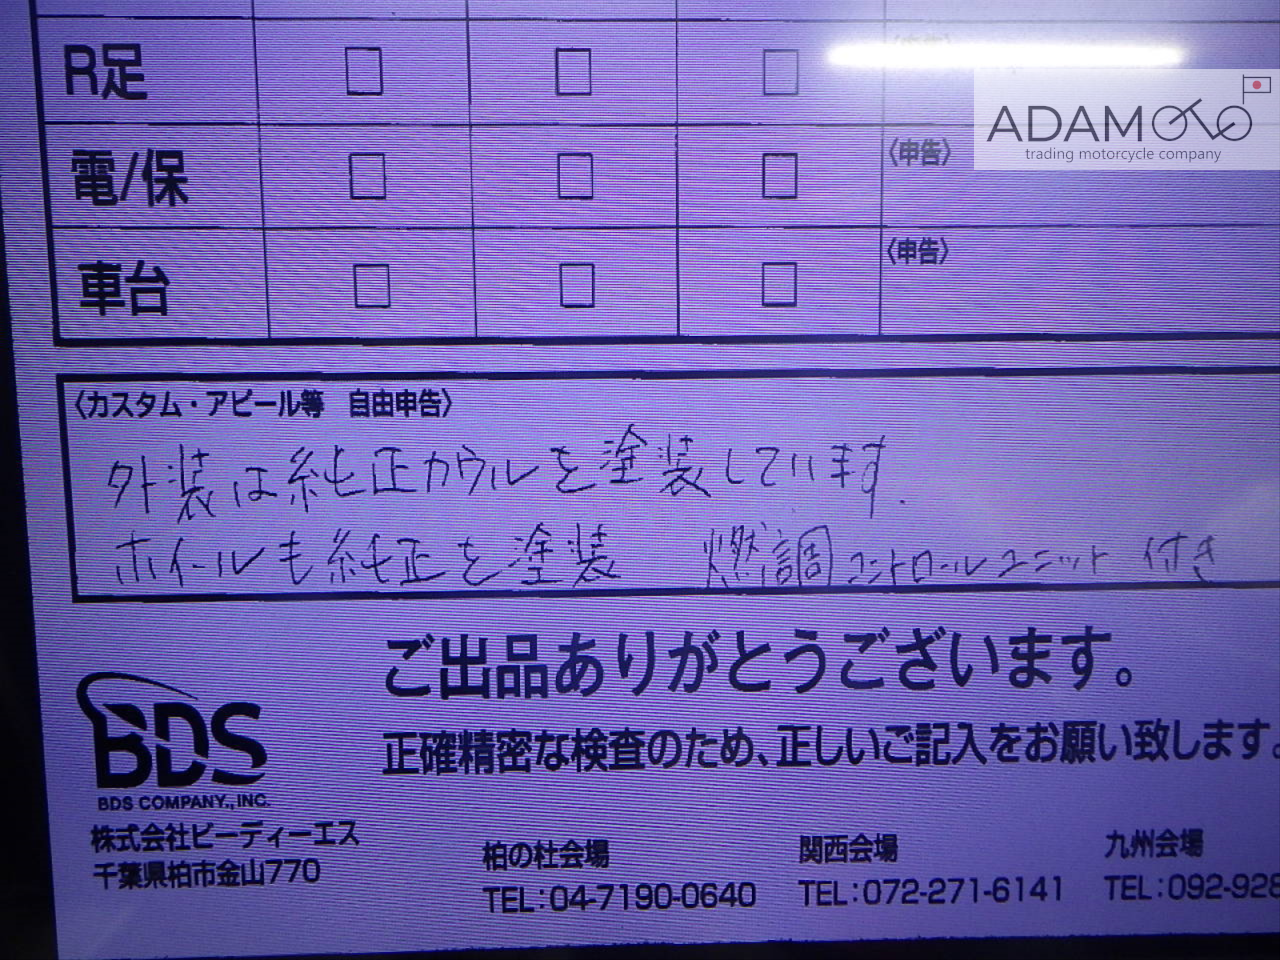 R足 □ □ □
ADAMOTO
trading motorcycle company
電/保 □ □ □ 〈申告〉
車台 □ □ □ 〈申告〉
〈カスタム・アピール等 自由申告〉
外装は純正カウルを塗装しています.
ホイールも純正を塗装 燃調コントロールユニット付き
ご出品ありがとうございます。
正確精密な検査のため、正しいご記入をお願い致します。
BDS
BDS COMPANY.,INC.
株式会社ビーディーエス
千葉県柏市金山770
柏の杜会場 関西会場 九州会場
TEL:04-7190-0640 TEL:072-271-6141 TEL:092-928